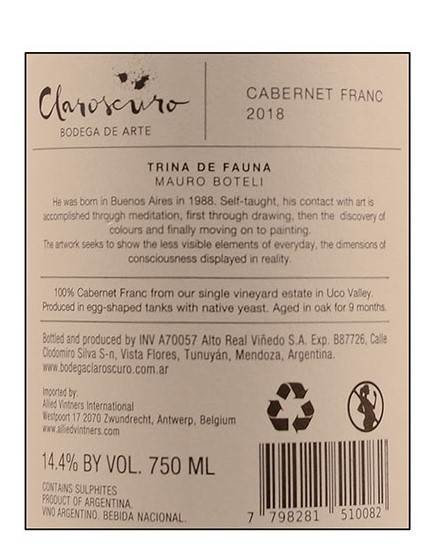 Claroscuro
BODEGA DE ARTE
CABERNET FRANC
2018
TRINA DE FAUNA
MAURO BOTELI
He was born in Buenos Aires in 1988. Self-taught, his contact with art is
accomplished through meditation, first through drawing, then the discovery of
colours and finally moving on to painting.
The artwork seeks to show the less visible elements of everyday, the dimensions of
consciousness displayed in reality.
100% Cabernet Franc from our single vineyard estate in Uco Valley.
Produced in egg-shaped tanks with native yeast. Aged in oak for 9 months.
Bottled and produced by INV A70057 Alto Real Viñedo S.A. Exp. B87726, Calle
Clodomiro Silva S-n, Vista Flores, Tunuyán, Mendoza, Argentina.
www.bodegaclaroscuro.com.ar
Imported by:
Allied Vintners International
Westpoort 17 2070 Zwundrecht, Antwerp, Belgium
www.alliedvintners.com
14.4% BY VOL. 750 ML
CONTAINS SULPHITES
PRODUCT OF ARGENTINA.
VINO ARGENTINO. BEBIDA NACIONAL.
7 798281 510082